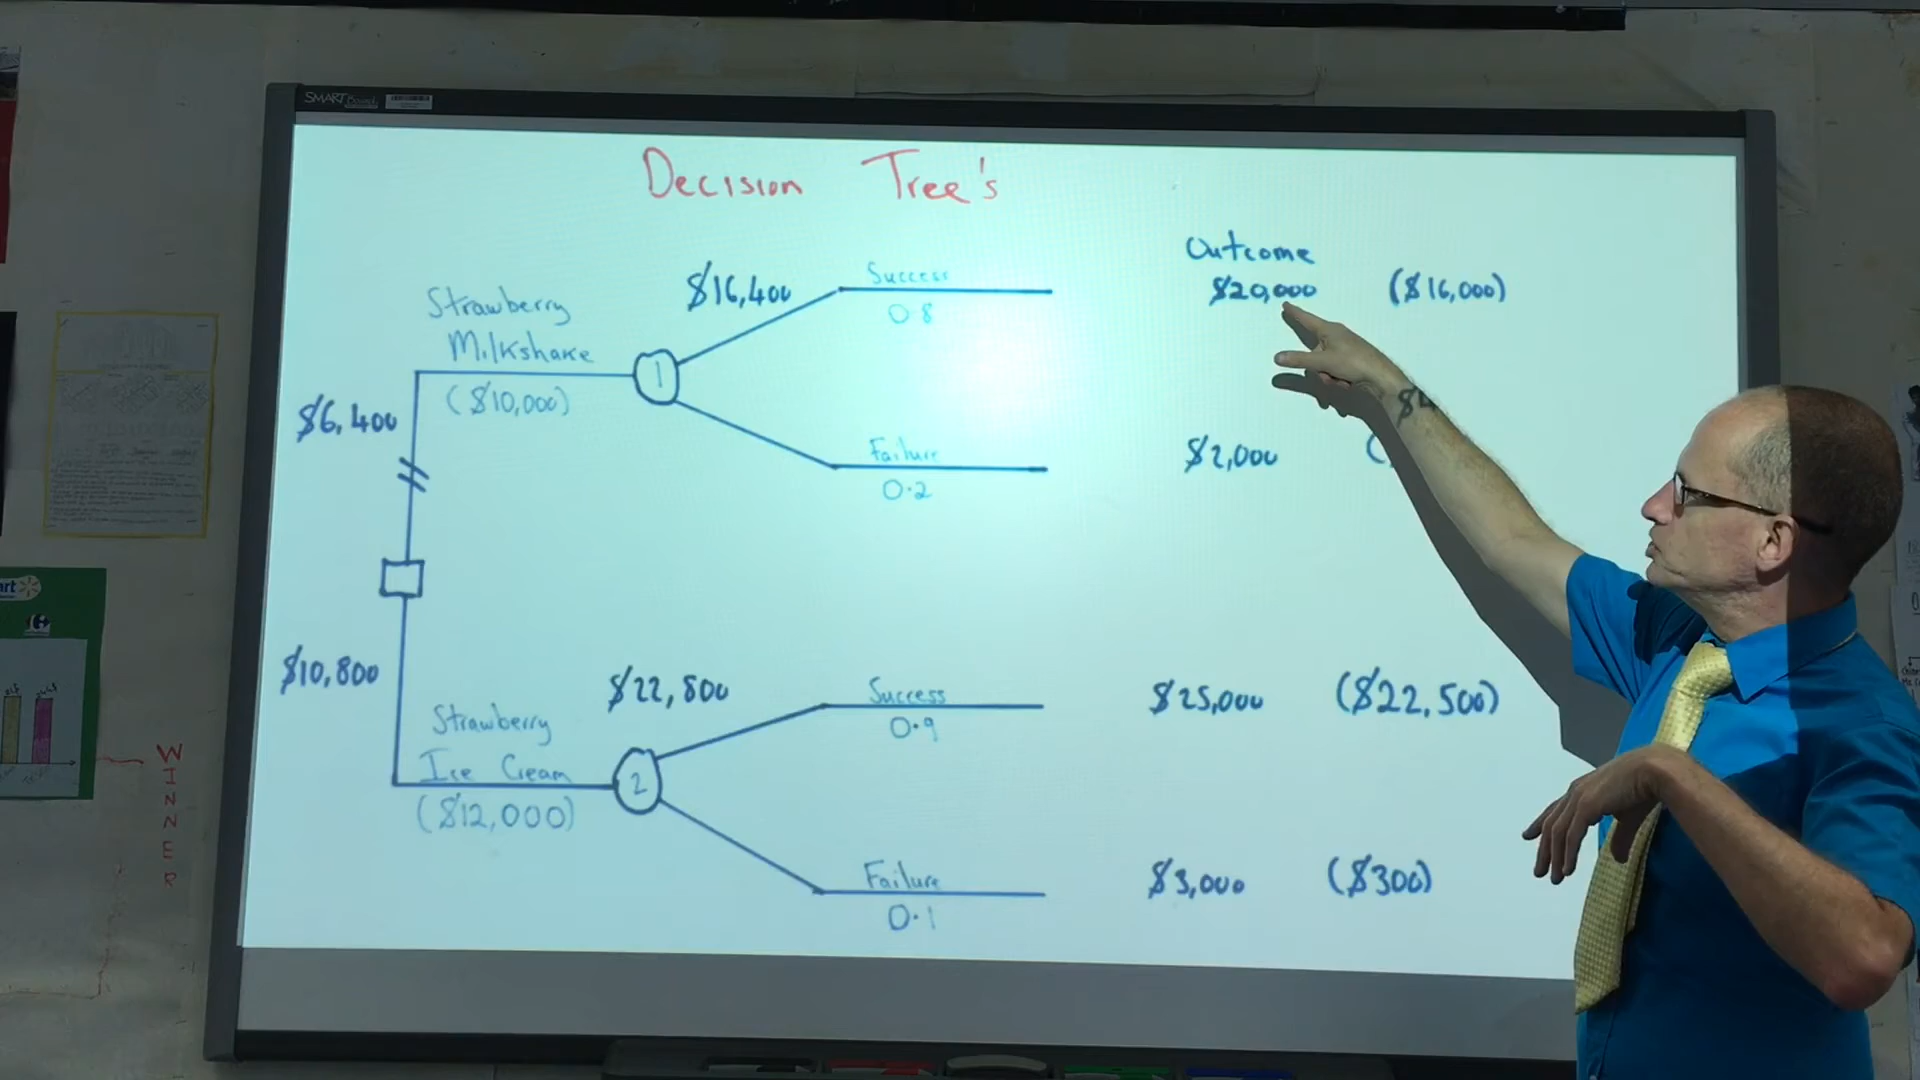 SMART Board
Decision Tree's
Outcome
$16,400
Success
$20,000 ($16,000)
0.8
Strawberry
Milkshake
1
($10,000)
$6,400
$4
Failure
$2,000 (
0.2
art
$10,800
$22,800
Success
$25,000 ($22,500)
0.9
Strawberry
Ice Cream
2
($12,000)
WINNER
Failure
$3,000 ($300)
0.1